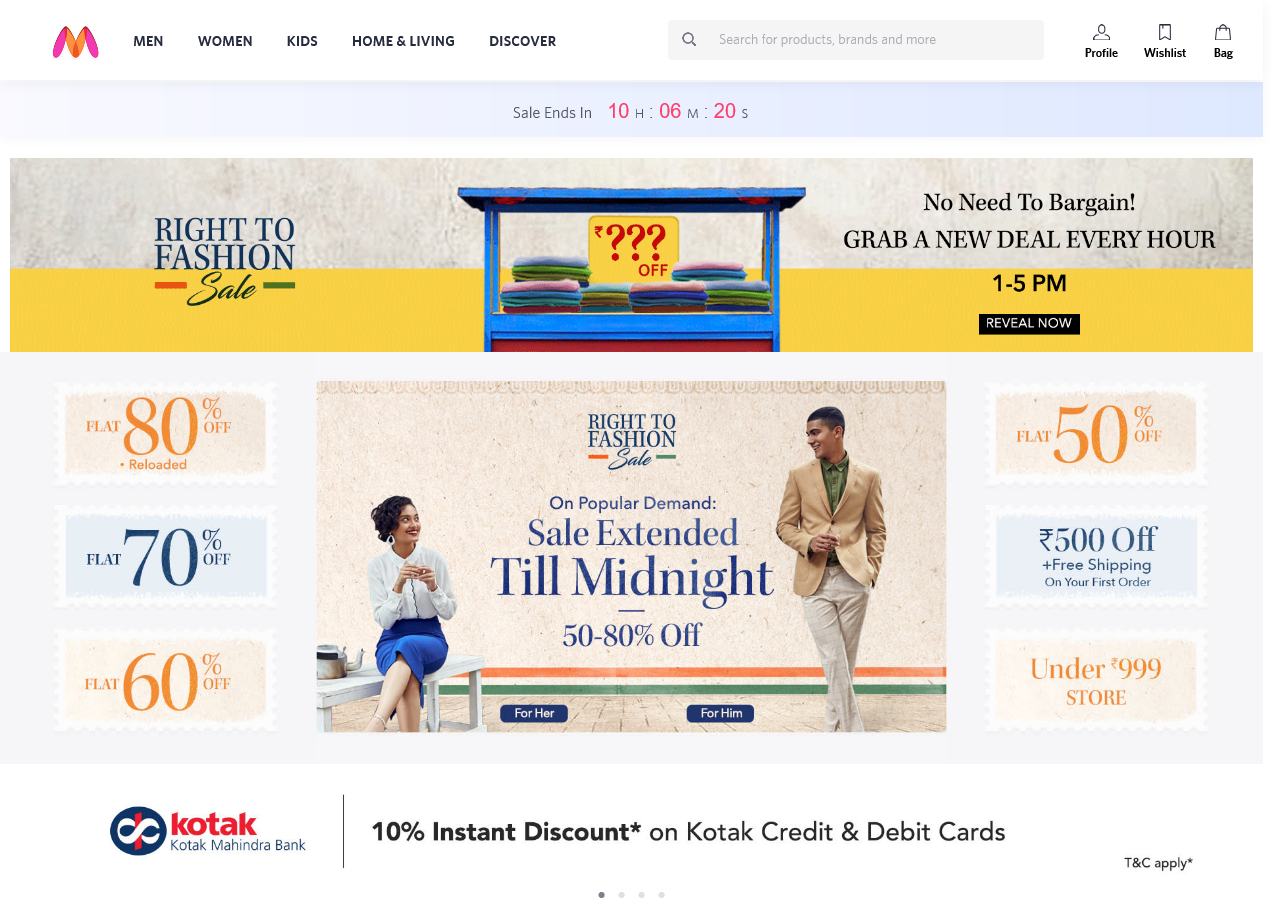 MEN WOMEN KIDS HOME & LIVING DISCOVER
Search for products, brands and more
Profile Wishlist Bag
Sale Ends In 10 H : 06 M : 20 S
RIGHT TO
FASHION
Sale
₹???
OFF
No Need To Bargain!
GRAB A NEW DEAL EVERY HOUR
1-5 PM
REVEAL NOW
FLAT 80% OFF
• Reloaded
FLAT 70% OFF
FLAT 60% OFF
RIGHT TO
FASHION
Sale
On Popular Demand:
Sale Extended
Till Midnight
50-80% Off
For Her
For Him
FLAT 50% OFF
₹500 Off
+Free Shipping
On Your First Order
Under ₹999
STORE
kotak
Kotak Mahindra Bank
10% Instant Discount* on Kotak Credit & Debit Cards
T&C apply*